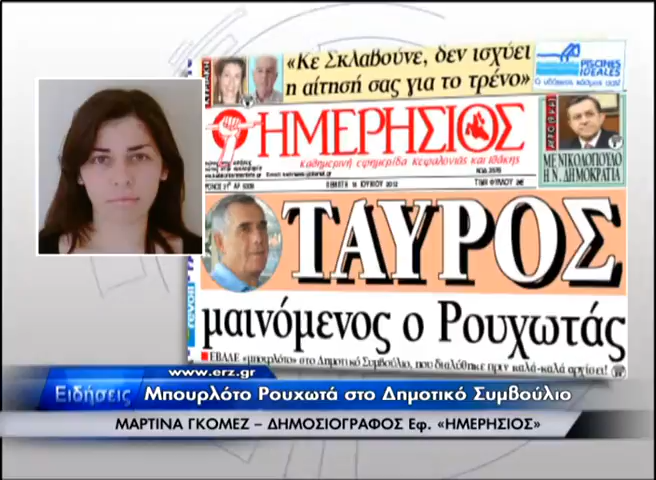 «Κε Σκλαβούνε, δεν ισχύει
η αίτησή σας για το τρένο»
PISCINES
IDEALES
Ο ΗΜΕΡΗΣΙΟΣ
καθημερινή εφημερίδα κεφαλονιάς και ιθάκης
ΜΕ ΝΙΚΟΛΟΠΟΥΛΟ
Η Ν. ΔΗΜΟΚΡΑΤΙΑ
ΤΑΥΡΟΣ
μαινόμενος ο Ρουχωτάς
ΕΒΑΛΕ «μπουρλότο» στο Δημοτικό Συμβούλιο, που διαλύθηκε πριν καλά-καλά αρχίσει!
www.erz.gr
Ειδήσεις
Μπουρλότο Ρουχωτά στο Δημοτικό Συμβούλιο
ΜΑΡΤΙΝΑ ΓΚΟΜΕΖ – ΔΗΜΟΣΙΟΓΡΑΦΟΣ Εφ. «ΗΜΕΡΗΣΙΟΣ»